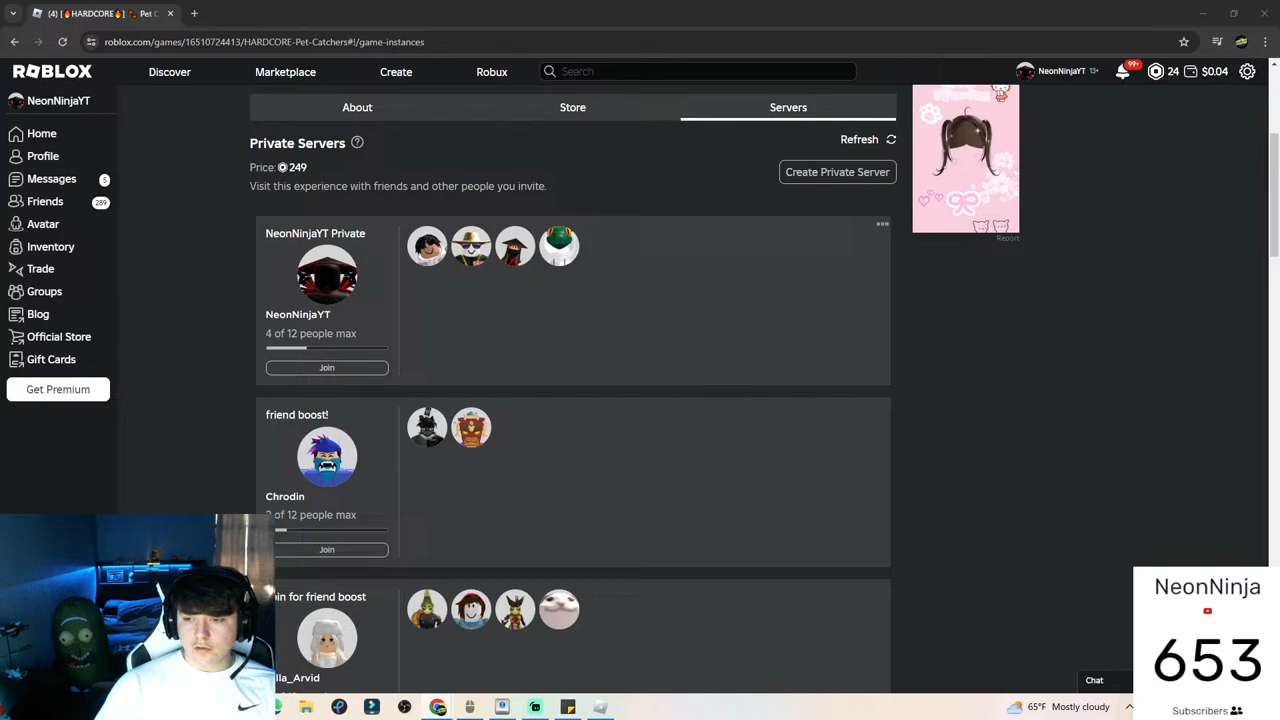 (4) [🔥HARDCORE🔥] 🐾 Pet C
roblox.com/games/16510724413/HARDCORE-Pet-Catchers#!/game-instances
ROBLOX
Discover
Marketplace
Create
Robux
Search
NeonNinjaYT 13+
99+
24
$0.04
NeonNinjaYT
Home
Profile
Messages 5
Friends 289
Avatar
Inventory
Trade
Groups
Blog
Official Store
Gift Cards
Get Premium
About
Store
Servers
Private Servers
Refresh
Price: 249
Create Private Server
Visit this experience with friends and other people you invite.
NeonNinjaYT Private
NeonNinjaYT
4 of 12 people max
Join
friend boost!
Chrodin
of 12 people max
Join
for friend boost
Report
NeonNinja
653
Subscribers
Chat
65°F Mostly cloudy